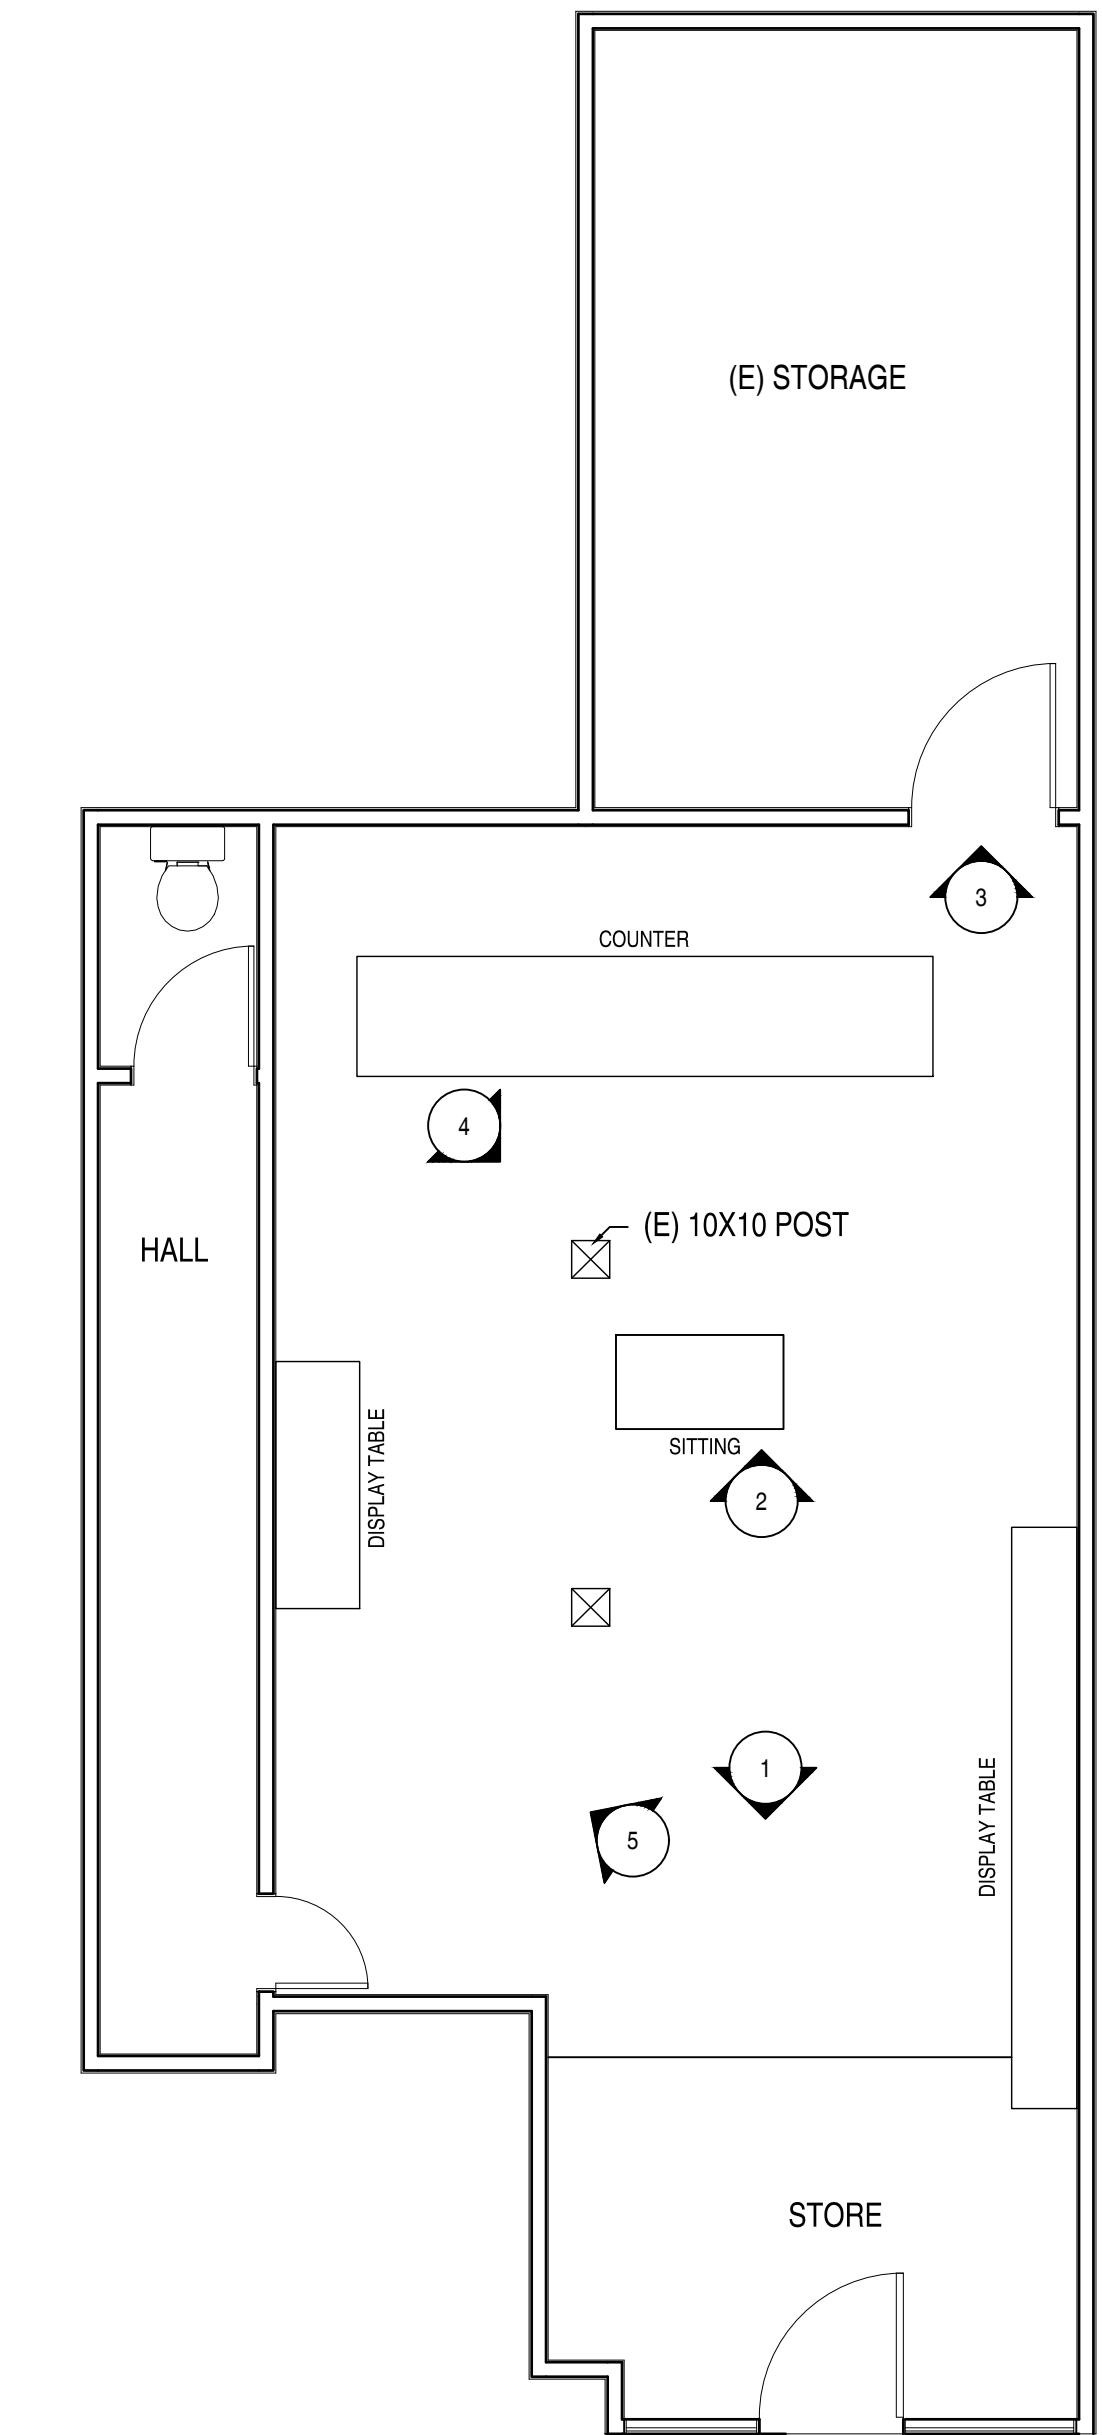 (E) STORAGE
3
COUNTER
4
(E) 10X10 POST
HALL
DISPLAY TABLE
SITTING
2
1
DISPLAY TABLE
5
STORE